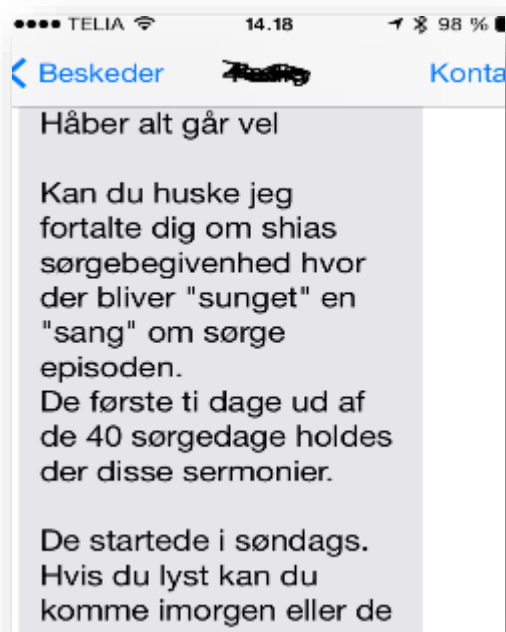 TELIA 14.18 98 %
Beskeder Konta
Håber alt går vel
Kan du huske jeg
fortalte dig om shias
sørgebegivenhed hvor
der bliver "sunget" en
"sang" om sørge
episoden.
De første ti dage ud af
de 40 sørgedage holdes
der disse sermonier.
De startede i søndags.
Hvis du lyst kan du
komme imorgen eller de